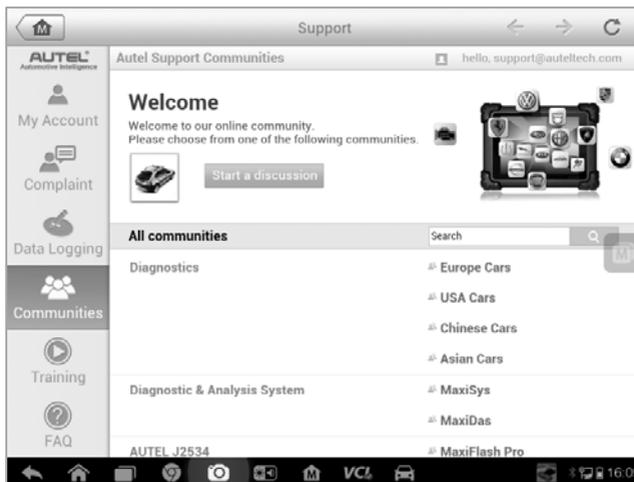 M
Support
AUTEL®
Automotive Intelligence
Autel Support Communities
hello, support@auteltech.com
My Account
Complaint
Data Logging
Communities
Training
FAQ
Welcome
Welcome to our online community.
Please choose from one of the following communities.
Start a discussion
All communities
Search
M
Diagnostics
Europe Cars
USA Cars
Chinese Cars
Asian Cars
Diagnostic & Analysis System
MaxiSys
MaxiDas
AUTEL J2534
MaxiFlash Pro
M
VCI